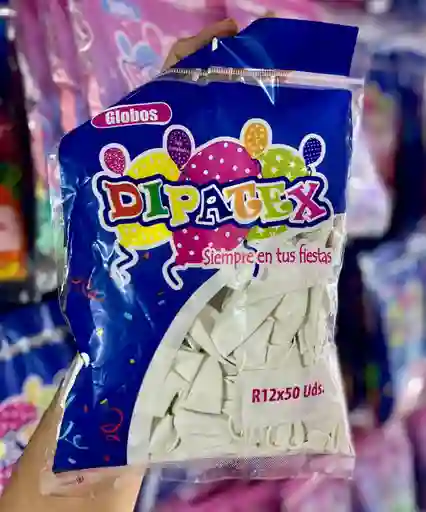 Globos
DIPATEX
Siempre en tus fiestas
R12x50 Uds.